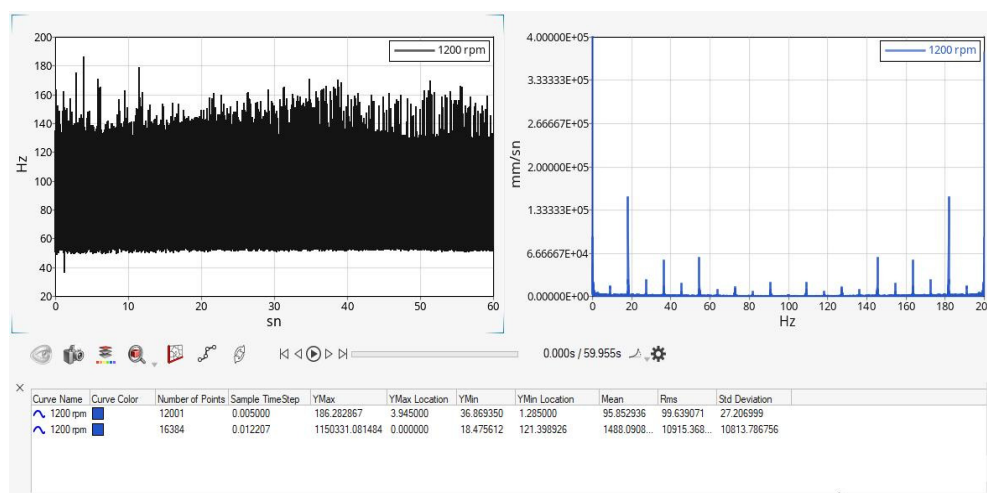 200
180
160
140
120
100
80
60
40
20
Hz
0 10 20 30 40 50 60
sn
1200 rpm
4.00000E+05
3.33333E+05
2.66667E+05
2.00000E+05
1.33333E+05
6.66667E+04
0.00000E+00
mm/sn
0 20 40 60 80 100 120 140 160 180 20
Hz
1200 rpm
0.000s / 59.955s
Curve Name Curve Color Number of Points Sample TimeStep YMax YMax Location YMin YMin Location Mean Rms Std Deviation
1200 rpm 12001 0.005000 186.282867 3.945000 36.869350 1.285000 95.852936 99.639071 27.206999
1200 rpm 16384 0.012207 1150331.081484 0.000000 18.475612 121.398926 1488.0908... 10915.368... 10813.786756